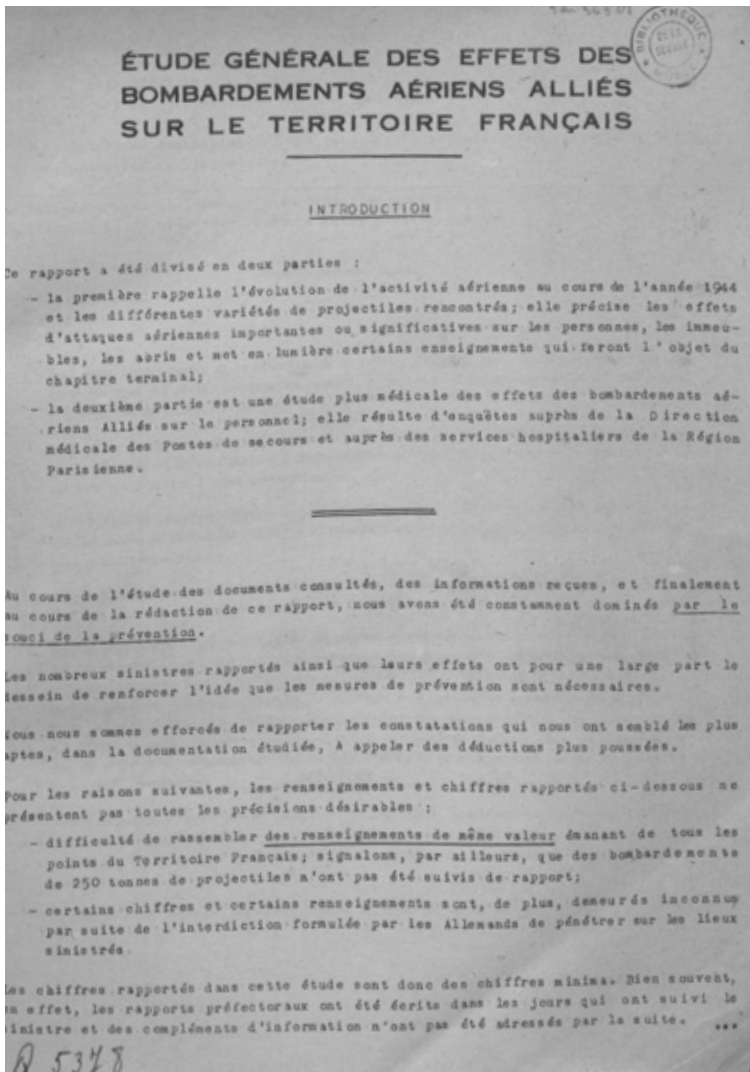 ÉTUDE GÉNÉRALE DES EFFETS DES
BOMBARDEMENTS AÉRIENS ALLIÉS
SUR LE TERRITOIRE FRANÇAIS
INTRODUCTION
Ce rapport a été divisé en deux parties :
- la première rappelle l'évolution de l'activité aérienne au cours de l'année 1944
et les différentes variétés de projectiles rencontrés; elle précise les effets
d'attaques aériennes importantes ou significatives sur les personnes, les immeu-
bles, les abris et met en lumière certains enseignements qui feront l'objet du
chapitre terminal;
- la deuxième partie est une étude plus médicale des effets des bombardements aé-
riens Alliés sur le personnel; elle résulte d'enquêtes auprès de la Direction
médicale des Postes de secours et auprès des services hospitaliers de la Région
Parisienne.
Au cours de l'étude des documents consultés, des informations reçues, et finalement
au cours de la rédaction de ce rapport, nous avons été constamment dominés par le
souci de la prévention.
Les nombreux sinistres rapportés ainsi que leurs effets ont pour une large part le
dessein de renforcer l'idée que les mesures de prévention sont nécessaires.
Nous nous sommes efforcés de rapporter les constatations qui nous ont semblé les plus
aptes, dans la documentation étudiée, A appeler des déductions plus poussées.
Pour les raisons suivantes, les renseignements et chiffres rapportés ci-dessous ne
présentent pas toutes les précisions désirables :
- difficulté de rassembler des renseignements de même valeur émanant de tous les
points du Territoire Français; signalons, par ailleurs, que des bombardements
de 250 tonnes de projectiles n'ont pas été suivis de rapport;
- certains chiffres et certains renseignements sont, de plus, demeurés inconnus
par suite de l'interdiction formulée par les Allemands de pénétrer sur les lieux
sinistrés.
Les chiffres rapportés dans cette étude sont donc des chiffres minima. Bien souvent,
en effet, les rapports préfectoraux ont été écrits dans les jours qui ont suivi le
sinistre et des compléments d'information n'ont pas été adressés par la suite. ...
Q 5378
BIBLIOTHÈQUE